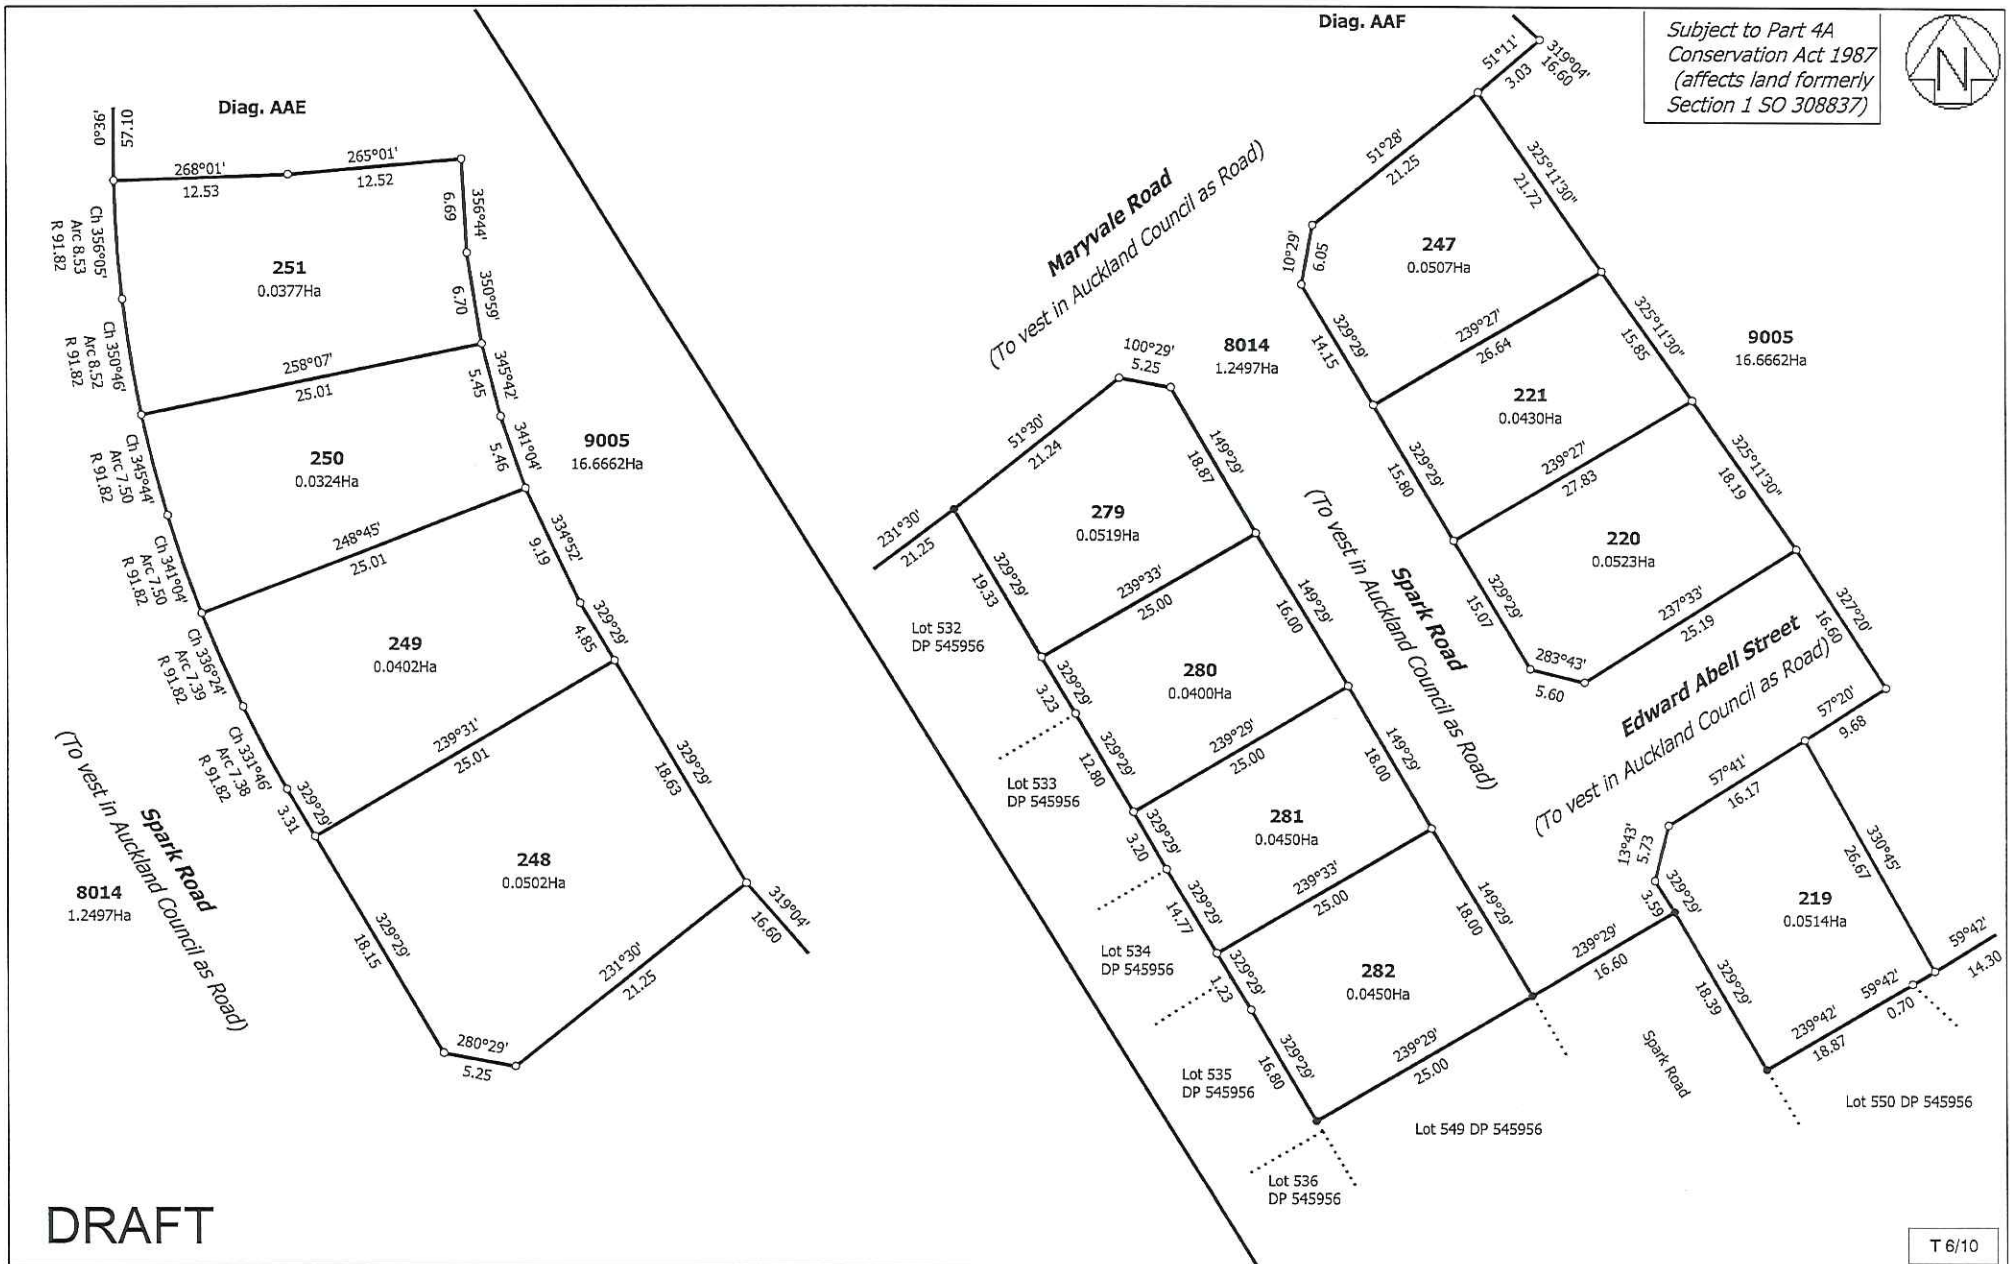 Diag. AAE
0°36'
57.10
268°01'
12.53
265°01'
12.52
356°44'
6.69
350°59'
6.70
Ch 356°05'
Arc 8.53
R 91.82
251
0.0377Ha
Ch 350°46'
Arc 8.52
R 91.82
258°07'
25.01
345°42'
5.45
341°04'
5.46
250
0.0324Ha
Ch 345°44'
Arc 7.50
R 91.82
Ch 341°04'
Arc 7.50
R 91.82
248°45'
25.01
9005
16.6662Ha
334°52'
9.19
329°29'
4.85
249
0.0402Ha
Ch 336°24'
Arc 7.39
R 91.82
Ch 331°46'
Arc 7.38
R 91.82
329°29'
3.31
239°31'
25.01
329°29'
18.63
248
0.0502Ha
Spark Road
(To vest in Auckland Council as Road)
8014
1.2497Ha
329°29'
18.15
231°30'
21.25
319°04'
16.60
280°29'
5.25
DRAFT
Diag. AAF
Subject to Part 4A
Conservation Act 1987
(affects land formerly
Section 1 SO 308837)
N
51°11'
3.03
319°04'
16.60
51°28'
21.25
325°11'30"
21.72
Maryvale Road
(To vest in Auckland Council as Road)
10°29'
6.05
247
0.0507Ha
329°29'
14.15
239°27'
26.64
325°11'30"
15.85
9005
16.6662Ha
8014
1.2497Ha
100°29'
5.25
221
0.0430Ha
329°29'
15.80
239°27'
27.83
325°11'30"
18.19
51°30'
21.24
149°29'
18.87
231°30'
21.25
279
0.0519Ha
329°29'
19.33
239°33'
25.00
Spark Road
(To vest in Auckland Council as Road)
220
0.0523Ha
329°29'
15.07
237°33'
25.19
283°43'
5.60
327°20'
16.60
Lot 532
DP 545956
329°29'
3.23
280
0.0400Ha
149°29'
16.00
Edward Abell Street
(To vest in Auckland Council as Road)
57°20'
9.68
Lot 533
DP 545956
329°29'
12.80
239°29'
25.00
149°29'
18.00
57°41'
16.17
281
0.0450Ha
329°29'
3.20
13°43'
5.73
329°29'
3.59
330°45'
26.67
219
0.0514Ha
Lot 534
DP 545956
329°29'
14.77
239°33'
25.00
149°29'
18.00
239°29'
16.60
282
0.0450Ha
329°29'
1.23
329°29'
18.39
59°42'
14.30
59°42'
0.70
239°42'
18.87
Lot 535
DP 545956
329°29'
16.80
239°29'
25.00
Spark Road
Lot 549 DP 545956
Lot 550 DP 545956
Lot 536
DP 545956
T 6/10